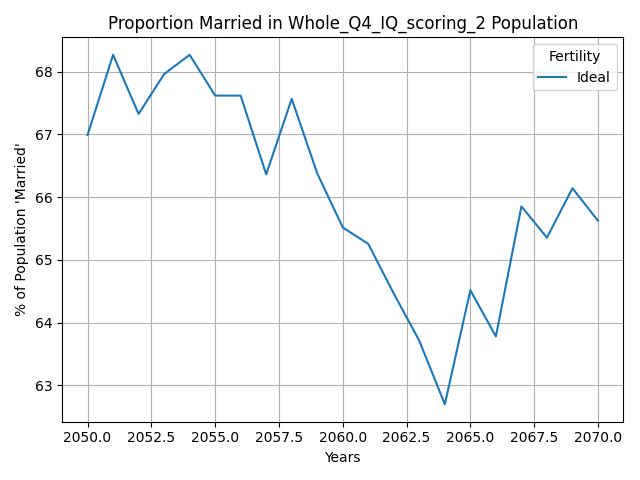 Proportion Married in Whole_Q4_IQ_scoring_2 Population
Fertility
Ideal
% of Population 'Married'
68
67
66
65
64
63
2050.0 2052.5 2055.0 2057.5 2060.0 2062.5 2065.0 2067.5 2070.0
Years